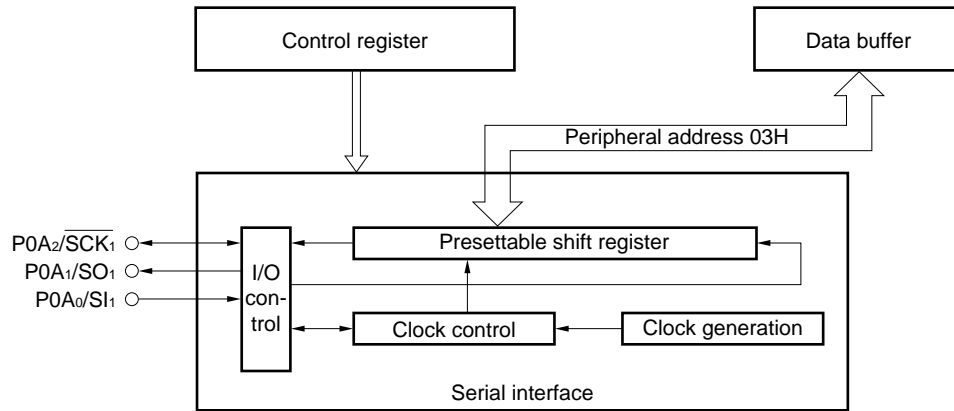 Control register
Data buffer
Peripheral address 03H
P0A₂/S̅C̅K̅₁
P0A₁/SO₁
P0A₀/SI₁
I/O
con-
trol
Presettable shift register
Clock control
Clock generation
Serial interface